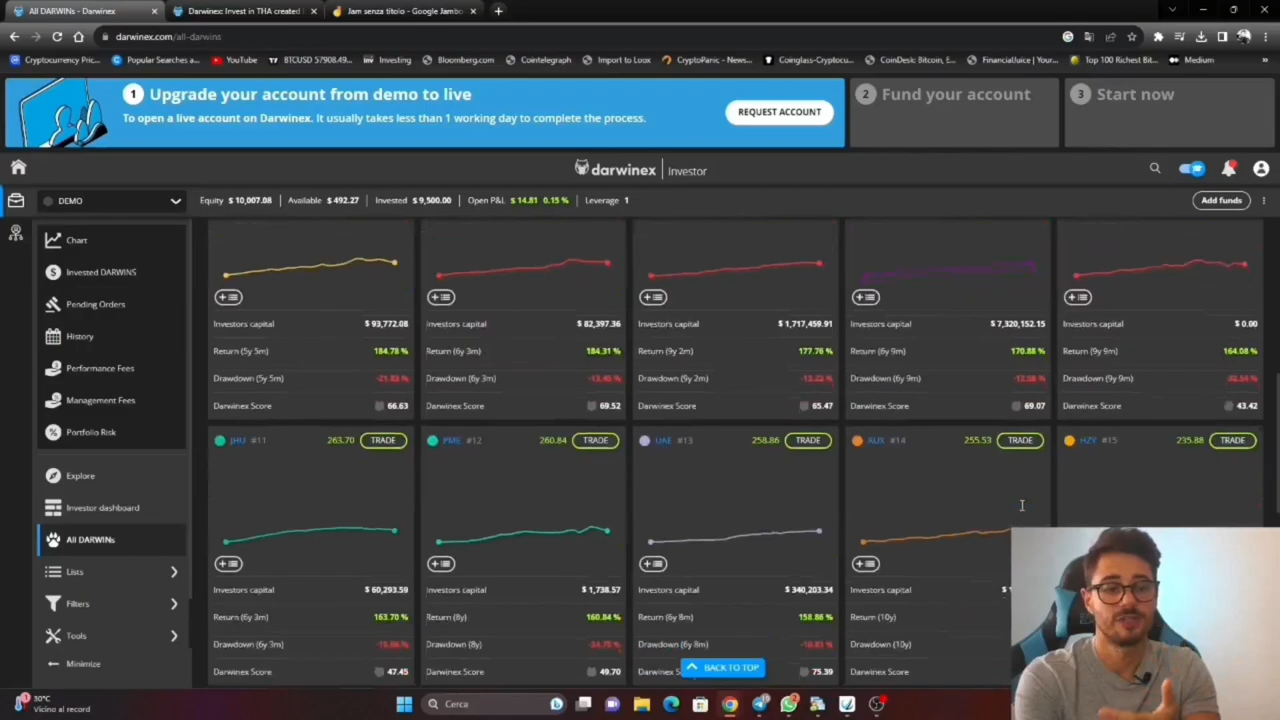 All DARWINs - Darwinex
Darwinex: Invest in THA created
Jam senza titolo - Google Jambo
darwinex.com/all-darwins
Cryptocurrency Pric...
Popular Searches a...
YouTube
BTCUSD 57908.49...
Investing
Bloomberg.com
Cointelegraph
Import to Loox
CryptoPanic - News...
Coinglass-Cryptocu...
CoinDesk: Bitcoin, E...
FinancialJuice | Your...
Top 100 Richest Bit...
Medium
1 Upgrade your account from demo to live
To open a live account on Darwinex. It usually takes less than 1 working day to complete the process.
REQUEST ACCOUNT
2 Fund your account
3 Start now
darwinex | Investor
DEMO
Equity $ 10,007.08
Available $ 492.27
Invested $ 9,500.00
Open P&L $ 14.81 0.15 %
Leverage 1
Add funds
Chart
Invested DARWINS
Pending Orders
History
Performance Fees
Management Fees
Portfolio Risk
Explore
Investor dashboard
All DARWINs
Lists
Filters
Tools
Minimize
Investors capital $ 93,772.08
Return (5y 5m) 184.78 %
Drawdown (5y 5m) -21.83 %
Darwinex Score 66.63
Investors capital $ 82,397.36
Return (6y 3m) 184.31 %
Drawdown (6y 3m)
Darwinex Score 69.52
Investors capital $ 1,717,459.91
Return (9y 2m) 177.76 %
Drawdown (9y 2m)
Darwinex Score 65.47
Investors capital $ 7,320,152.15
Return (6y 9m) 170.88 %
Drawdown (6y 9m)
Darwinex Score 69.07
Investors capital $ 0.00
Return (9y 9m) 164.08 %
Drawdown (9y 9m)
Darwinex Score 43.42
JHU #11 263.70 TRADE
Investors capital $ 60,293.59
Return (6y 3m) 163.70 %
Drawdown (6y 3m)
Darwinex Score 47.45
PME #12 260.84 TRADE
Investors capital $ 1,738.57
Return (8y) 160.84 %
Drawdown (8y)
Darwinex Score 49.70
UAE #13 258.86 TRADE
Investors capital $ 340,203.34
Return (6y 8m) 158.86 %
Drawdown (6y 8m) -10.83 %
Darwinex Score 75.39
#14 255.53 TRADE
Investors capital
Return (10y)
Drawdown (10y)
Darwinex Score
HZY #15 235.88 TRADE
BACK TO TOP
30°C
Vicino al record
Cerca